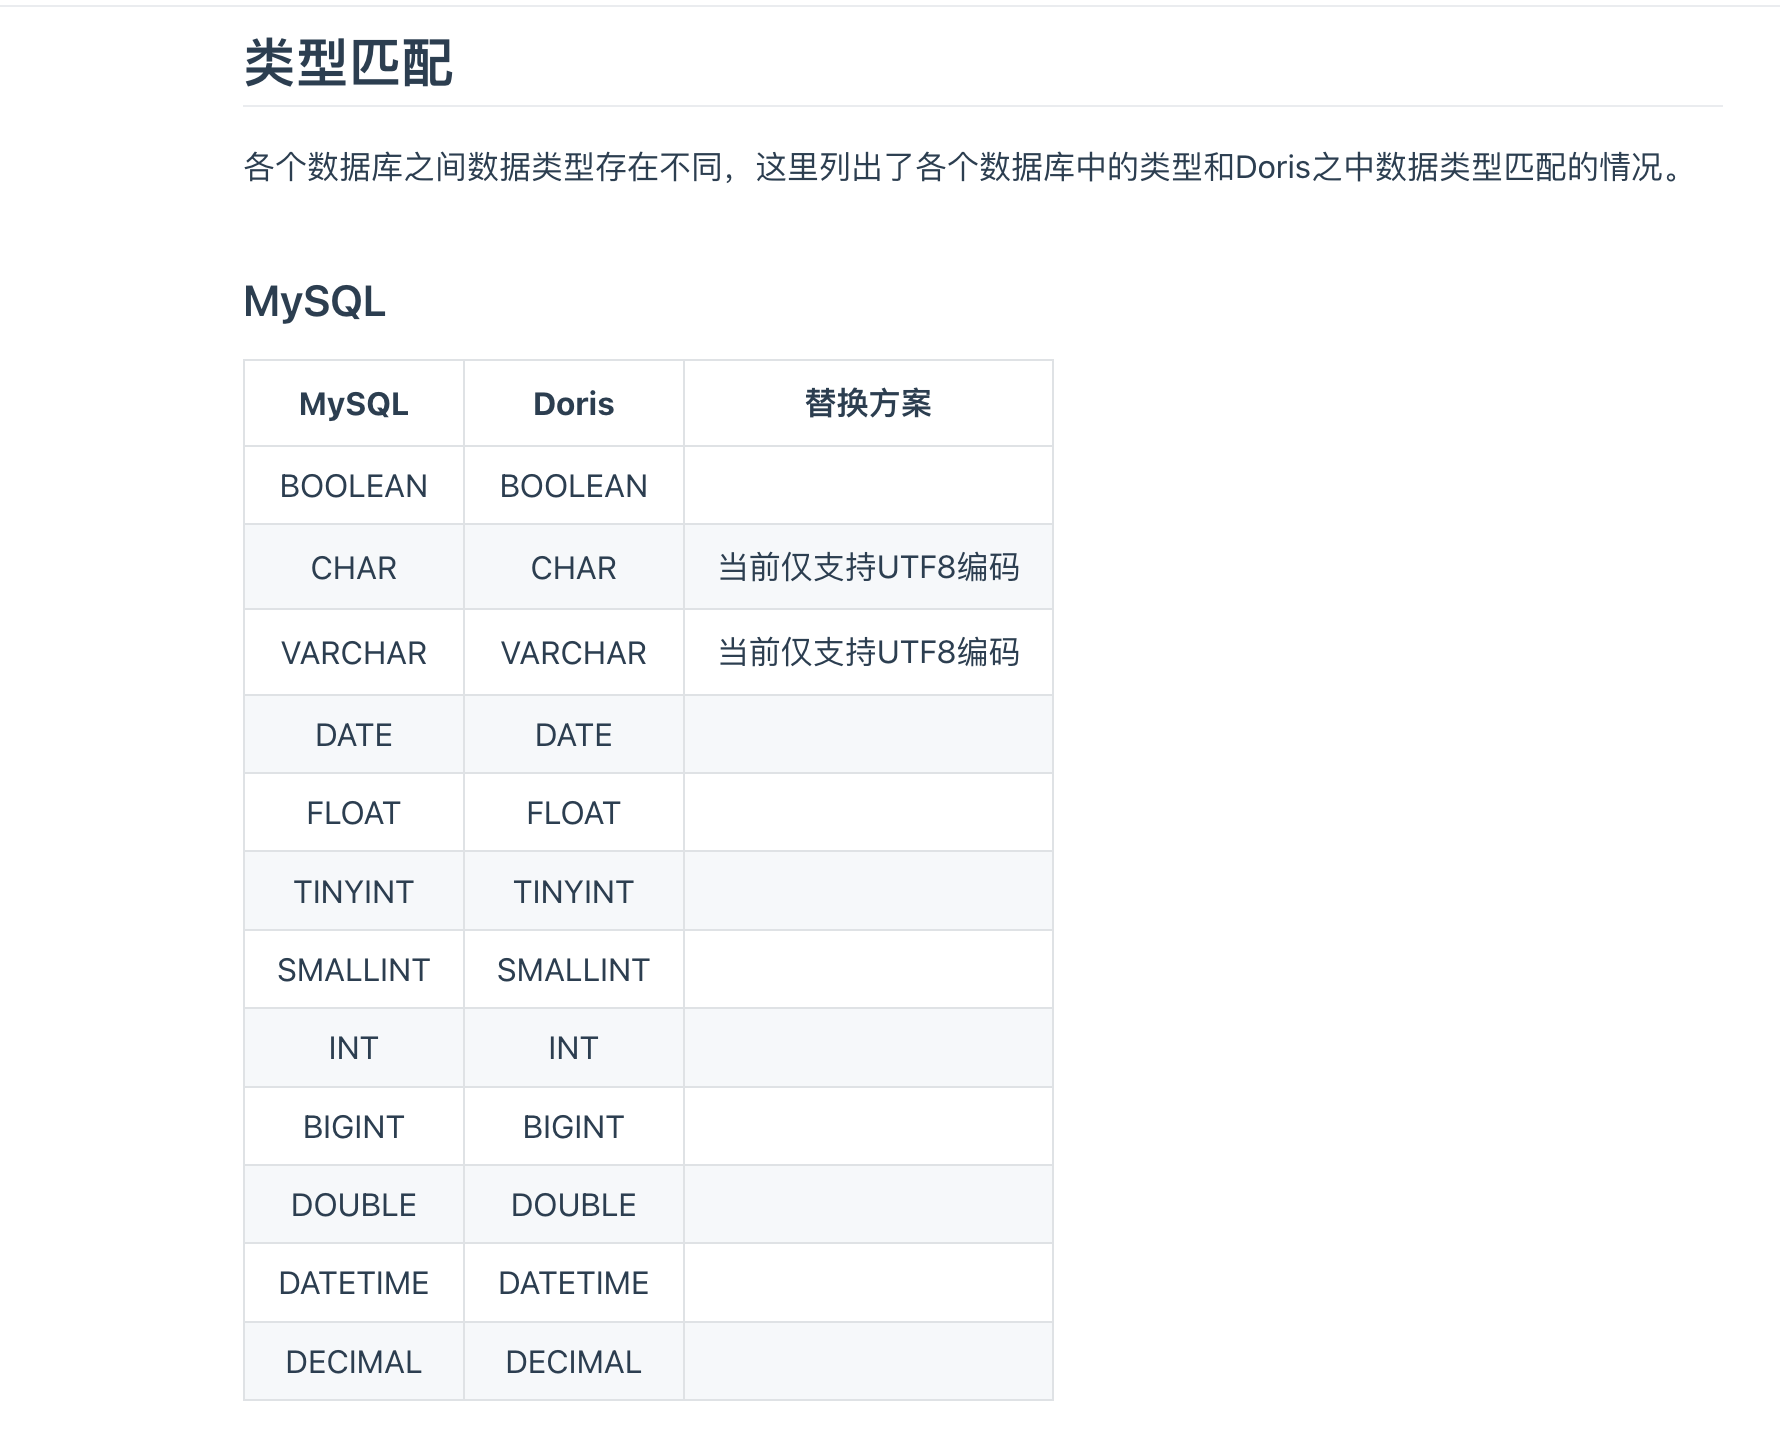 类型匹配
各个数据库之间数据类型存在不同，这里列出了各个数据库中的类型和Doris之中数据类型匹配的情况。
MySQL
MySQL Doris 替换方案
BOOLEAN BOOLEAN
CHAR CHAR 当前仅支持UTF8编码
VARCHAR VARCHAR 当前仅支持UTF8编码
DATE DATE
FLOAT FLOAT
TINYINT TINYINT
SMALLINT SMALLINT
INT INT
BIGINT BIGINT
DOUBLE DOUBLE
DATETIME DATETIME
DECIMAL DECIMAL